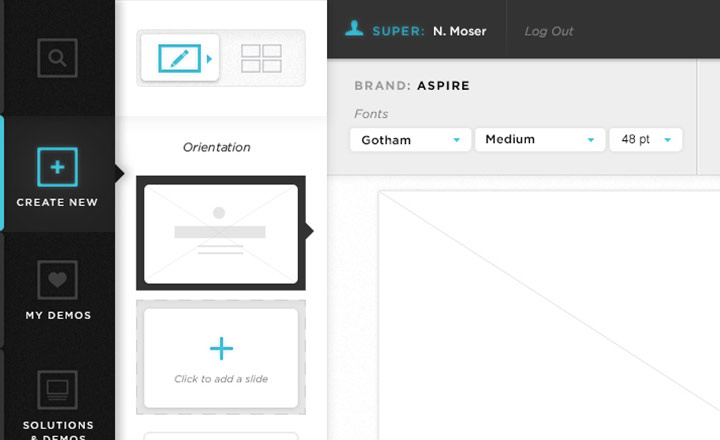 CREATE NEW
MY DEMOS
SOLUTIONS
& DEMOS
Orientation
Click to add a slide
SUPER: N. Moser
Log Out
BRAND: ASPIRE
Fonts
Gotham
Medium
48 pt